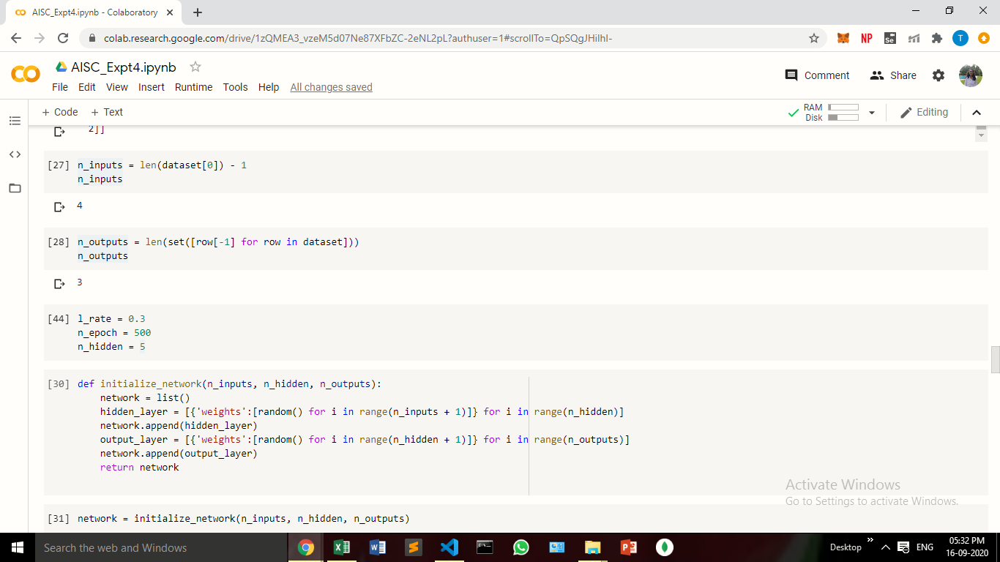 AISC_Expt4.ipynb - Colaboratory
colab.research.google.com/drive/1zQMEA3_vzeM5d07Ne87XFbZC-2eNL2pL?authuser=1#scrollTo=QpSQgJHiIhI-
NP
Se
T
AISC_Expt4.ipynb
File Edit View Insert Runtime Tools Help All changes saved
Comment
Share
+ Code + Text
RAM
Disk
Editing
2]]
[27] n_inputs = len(dataset[0]) - 1
n_inputs
4
[28] n_outputs = len(set([row[-1] for row in dataset]))
n_outputs
3
[44] l_rate = 0.3
n_epoch = 500
n_hidden = 5
[30] def initialize_network(n_inputs, n_hidden, n_outputs):
network = list()
hidden_layer = [{'weights':[random() for i in range(n_inputs + 1)]} for i in range(n_hidden)]
network.append(hidden_layer)
output_layer = [{'weights':[random() for i in range(n_hidden + 1)]} for i in range(n_outputs)]
network.append(output_layer)
return network
Activate Windows
Go to Settings to activate Windows.
[31] network = initialize_network(n_inputs, n_hidden, n_outputs)
Search the web and Windows
Desktop
ENG
05:32 PM
16-09-2020